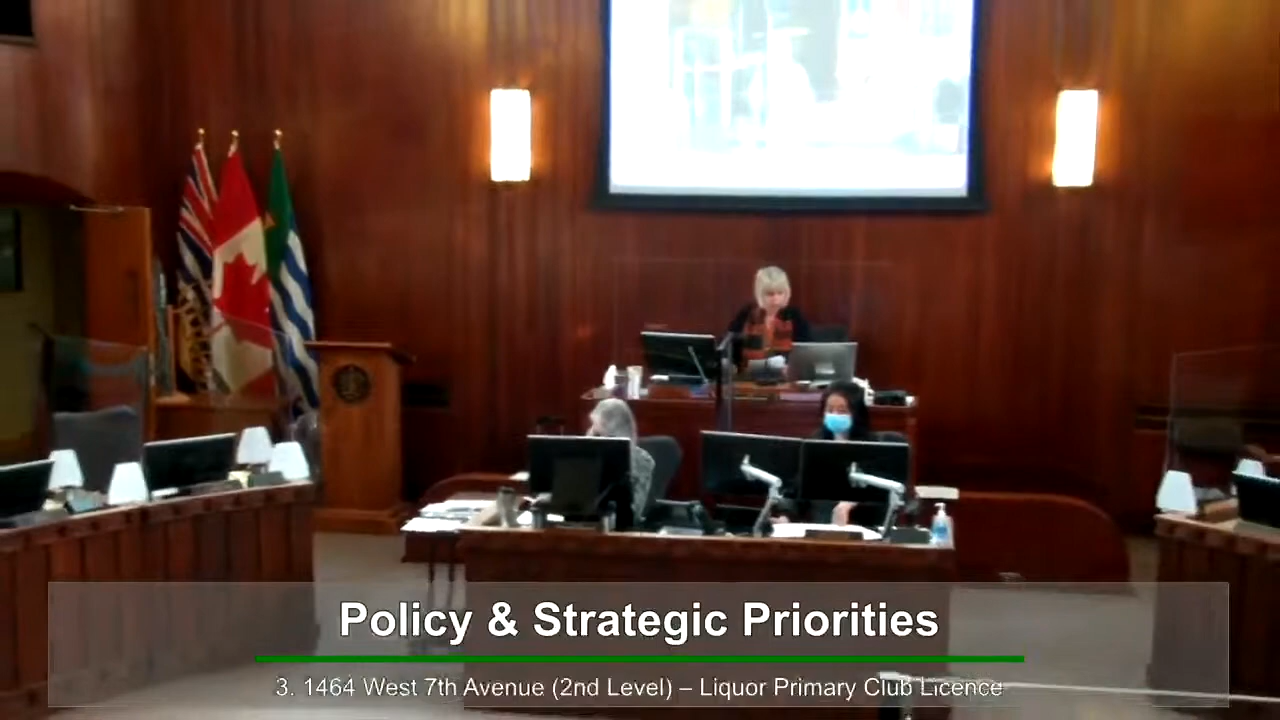 Policy & Strategic Priorities
3. 1464 West 7th Avenue (2nd Level) – Liquor Primary Club Licence